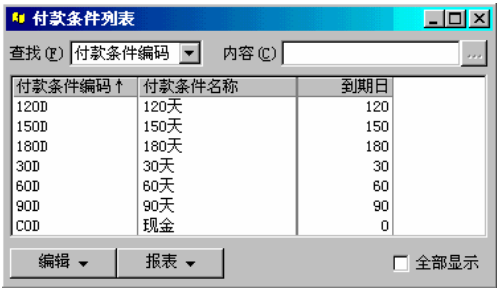 付款条件列表
查找(F) 付款条件编码 内容(C) ...
付款条件编码↑ 付款条件名称 到期日
120D 120天 120
150D 150天 150
180D 180天 180
30D 30天 30
60D 60天 60
90D 90天 90
COD 现金 0
编辑 报表 全部显示